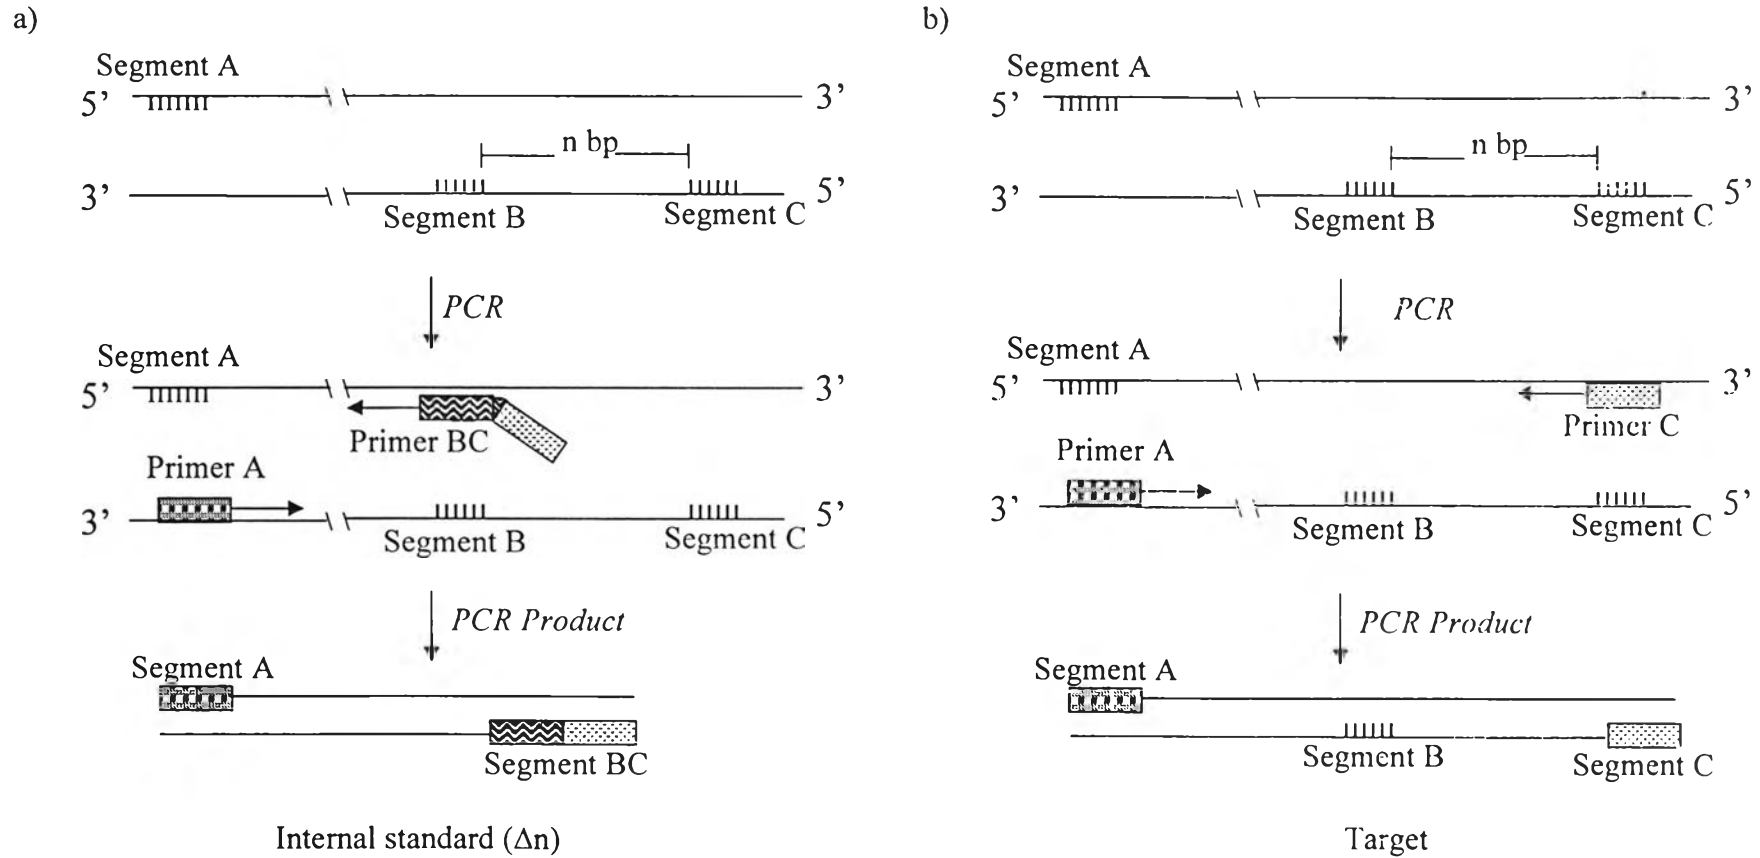 a)
Segment A
5’
3’
n bp
3’
5’
Segment B
Segment C
PCR
Segment A
5’
3’
Primer BC
Primer A
3’
5’
Segment B
Segment C
PCR Product
Segment A
Segment BC
Internal standard (Δn)
b)
Segment A
5’
3’
n bp
3’
5’
Segment B
Segment C
PCR
Segment A
5’
3’
Primer C
Primer A
3’
5’
Segment B
Segment C
PCR Product
Segment A
Segment B
Segment C
Target